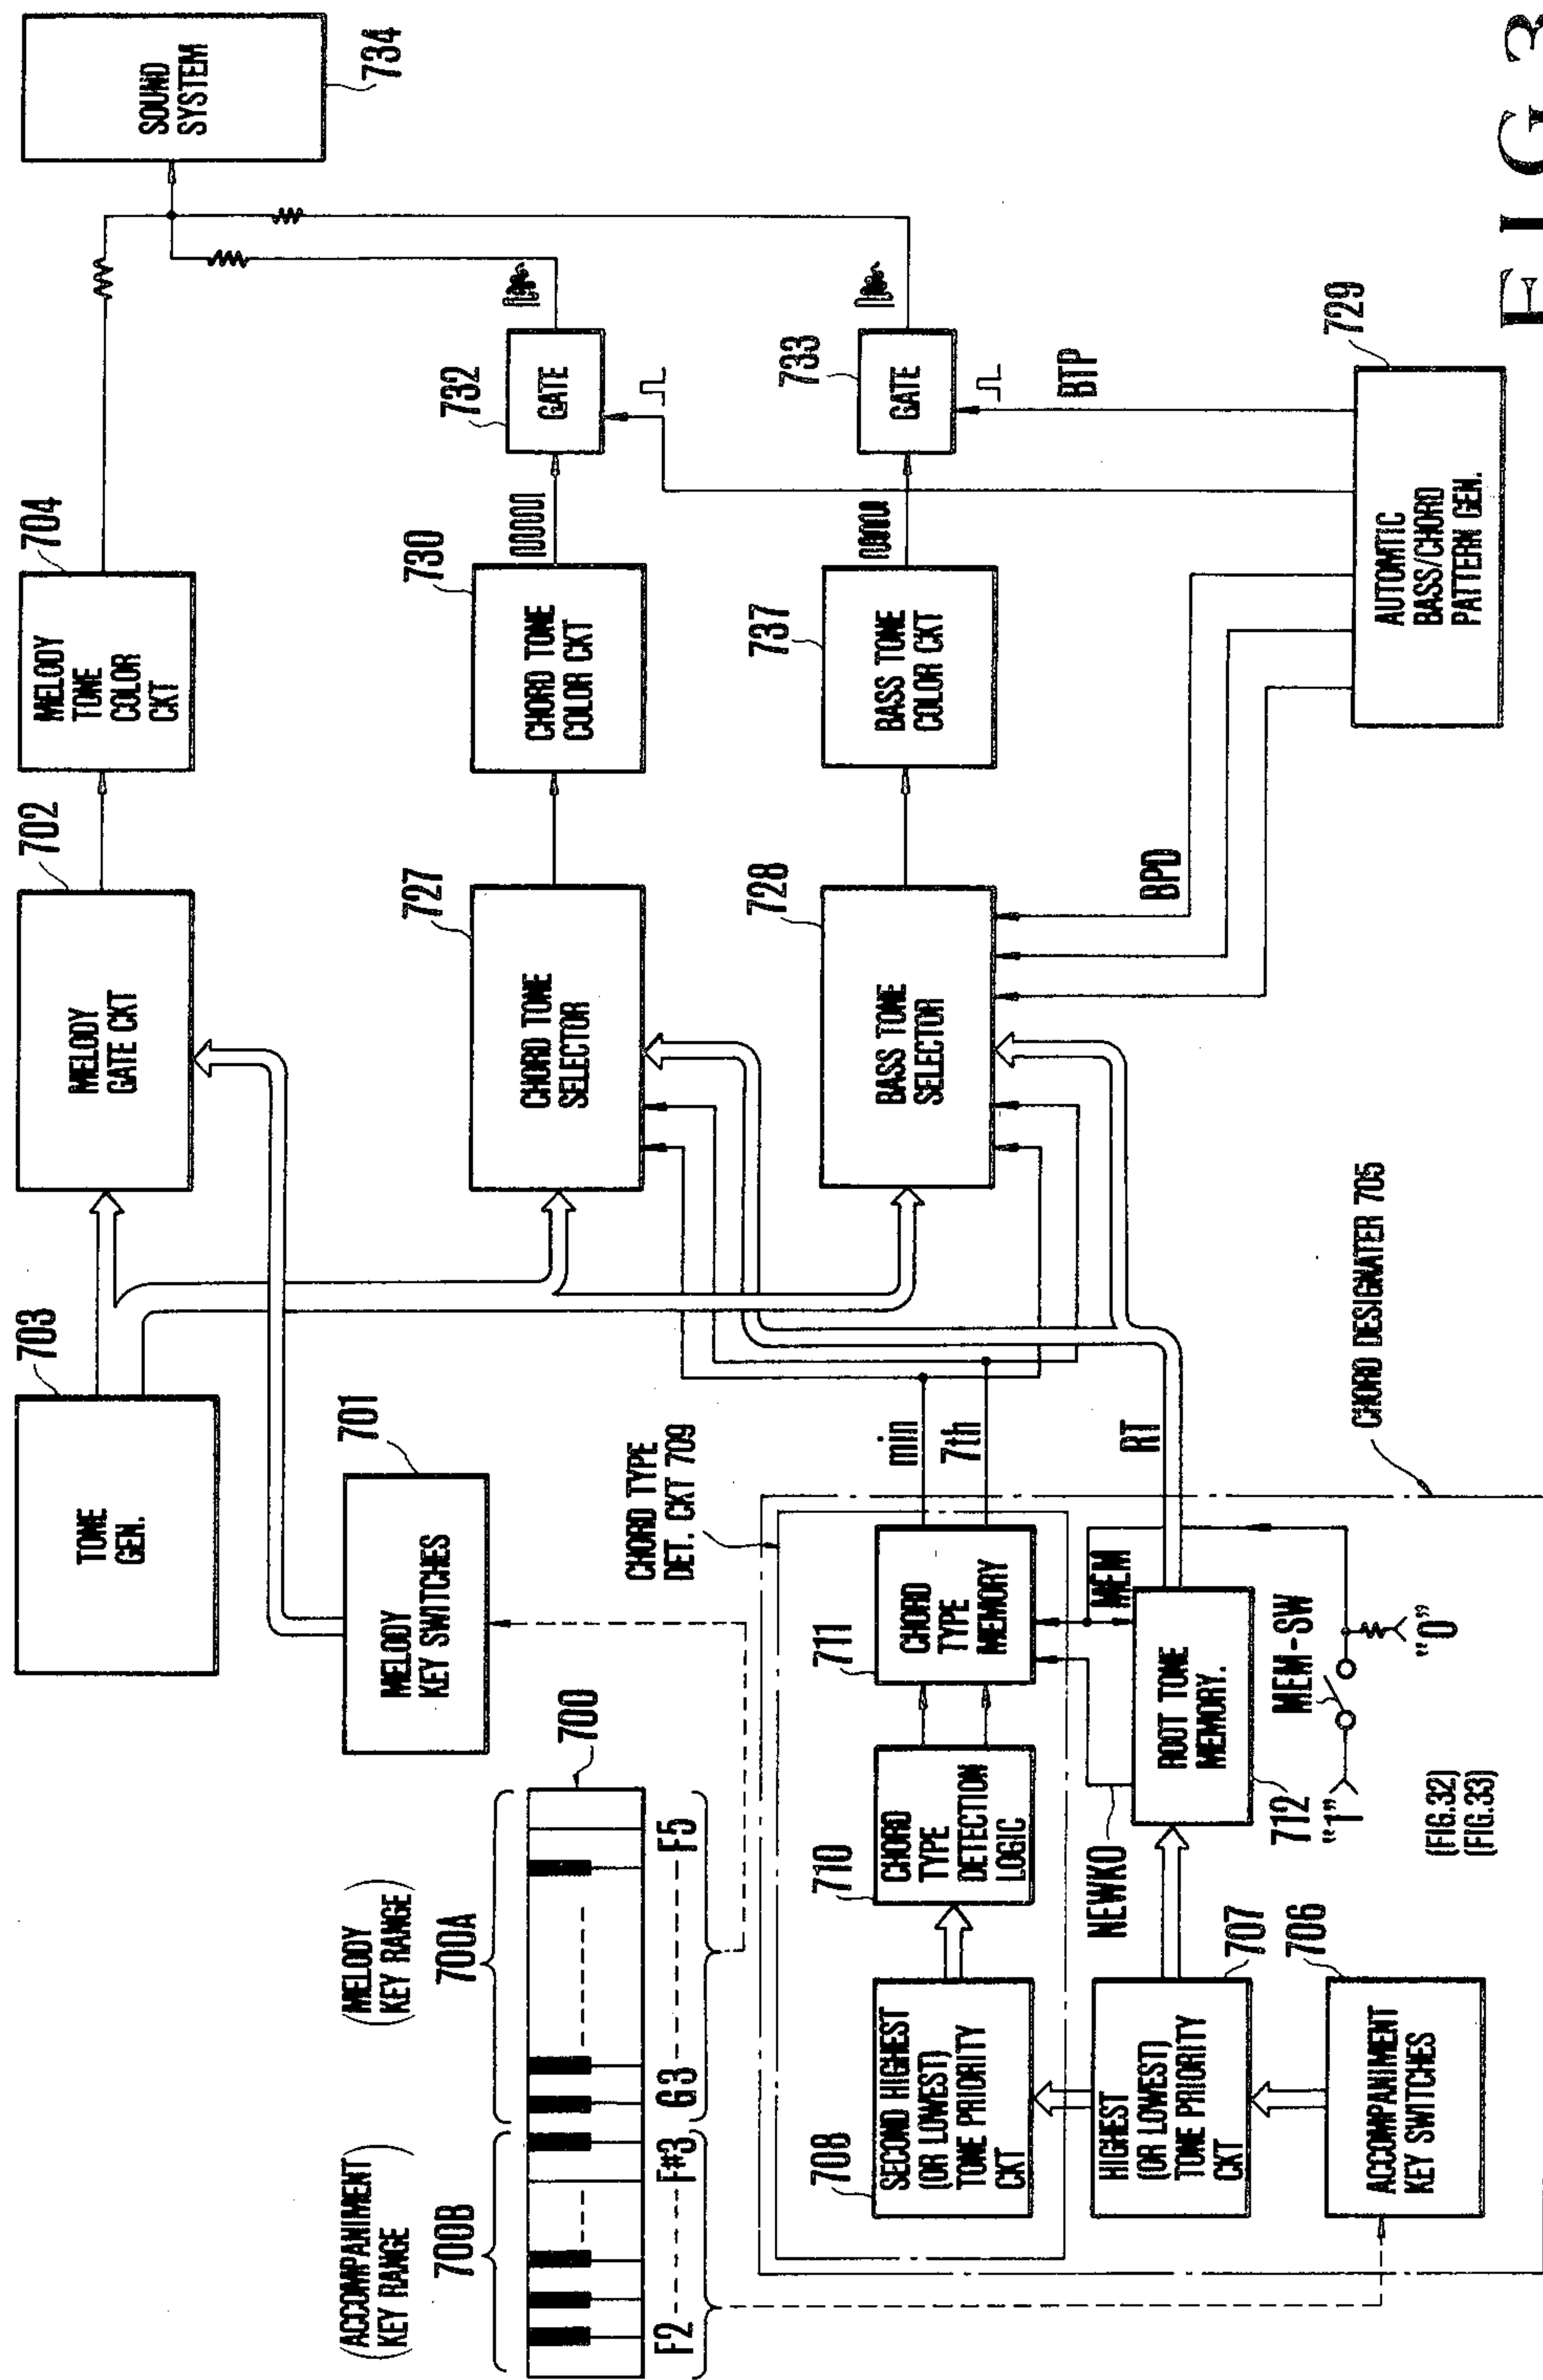 703
TONE
GEN.
702
MELODY
GATE CKT
704
MELODY
TONE
COLOR
CKT
SOUND
SYSTEM
734
701
MELODY
KEY SWITCHES
727
CHORD TONE
SELECTOR
730
CHORD TONE
COLOR CKT
732
GATE
(ACCOMPANIMENT
KEY RANGE)
700B
(MELODY
KEY RANGE)
700A
700
F2
F#3
G3
F5
CHORD TYPE
DET. CKT 709
728
BASS TONE
SELECTOR
737
BASS TONE
COLOR CKT
733
GATE
BTP
708
SECOND HIGHEST
(OR LOWEST)
TONE PRIORITY
CKT
710
CHORD
TYPE
DETECTION
LOGIC
711
CHORD
TYPE
MEMORY
min
7th
NEWKO
MEM
RT
BPD
HIGHEST
(OR LOWEST)
TONE PRIORITY
CKT
707
ROOT TONE
MEMORY.
712
"1"
MEM-SW
"0"
706
ACCOMPANIMENT
KEY SWITCHES
(FIG.32)
(FIG.33)
CHORD DESIGNATER 705
729
AUTOMTIC
BASS/CHORD
PATTERN GEN.
FIG 3